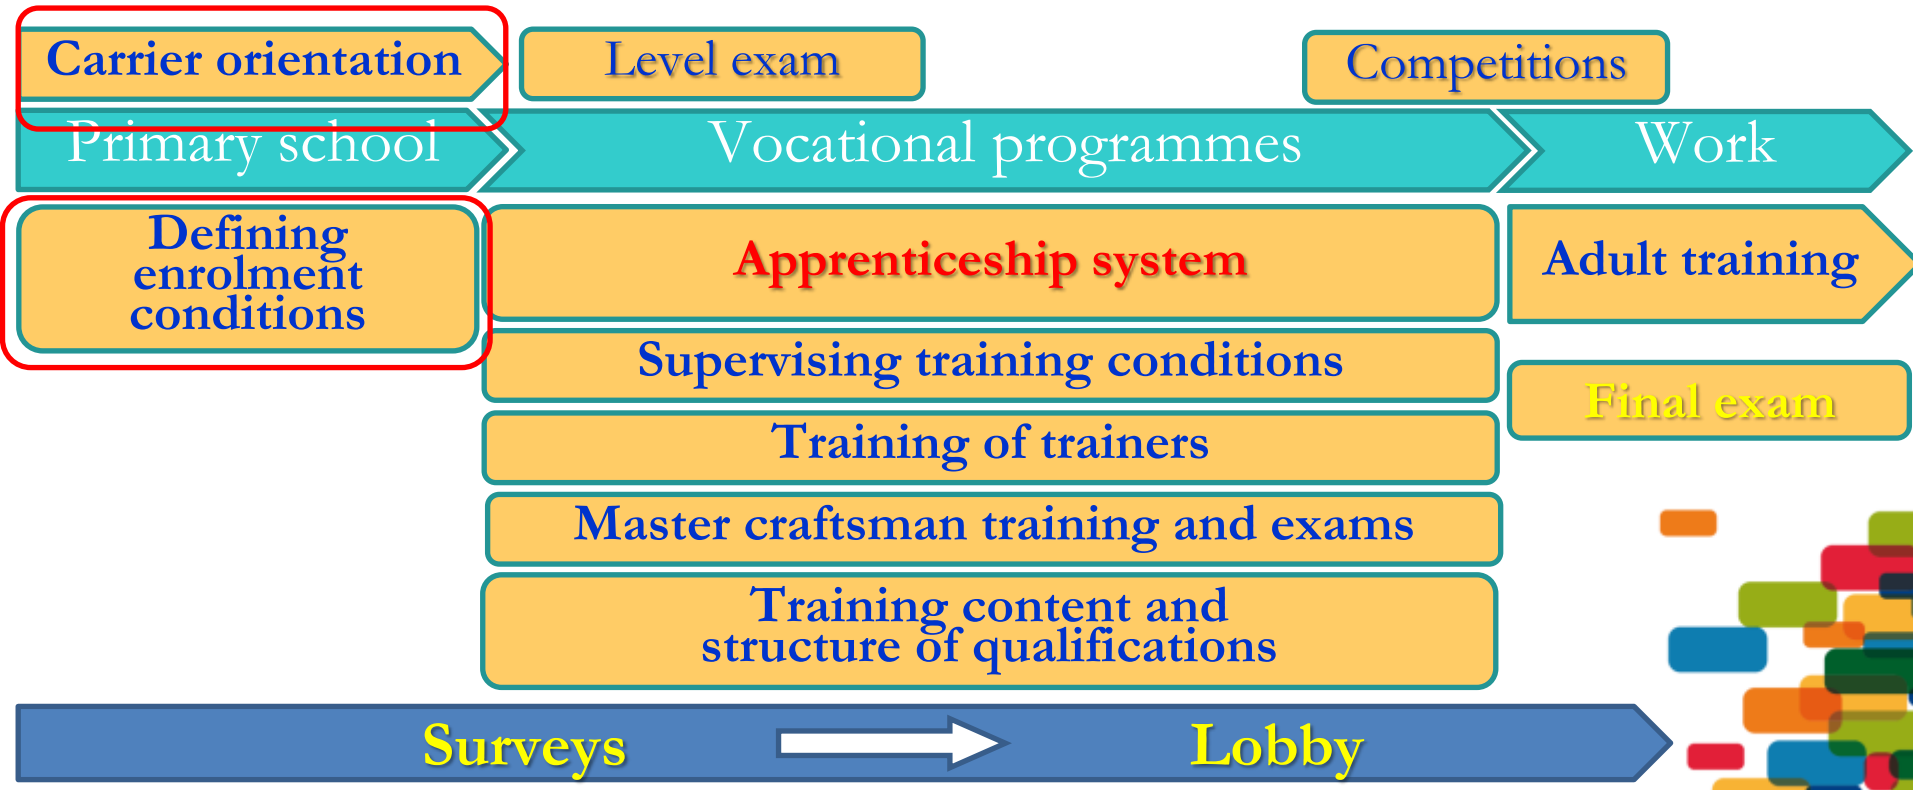 Carrier orientation
Level exam
Competitions
Primary school
Vocational programmes
Work
Defining
enrolment
conditions
Apprenticeship system
Adult training
Supervising training conditions
Final exam
Training of trainers
Master craftsman training and exams
Training content and
structure of qualifications
Surveys
Lobby